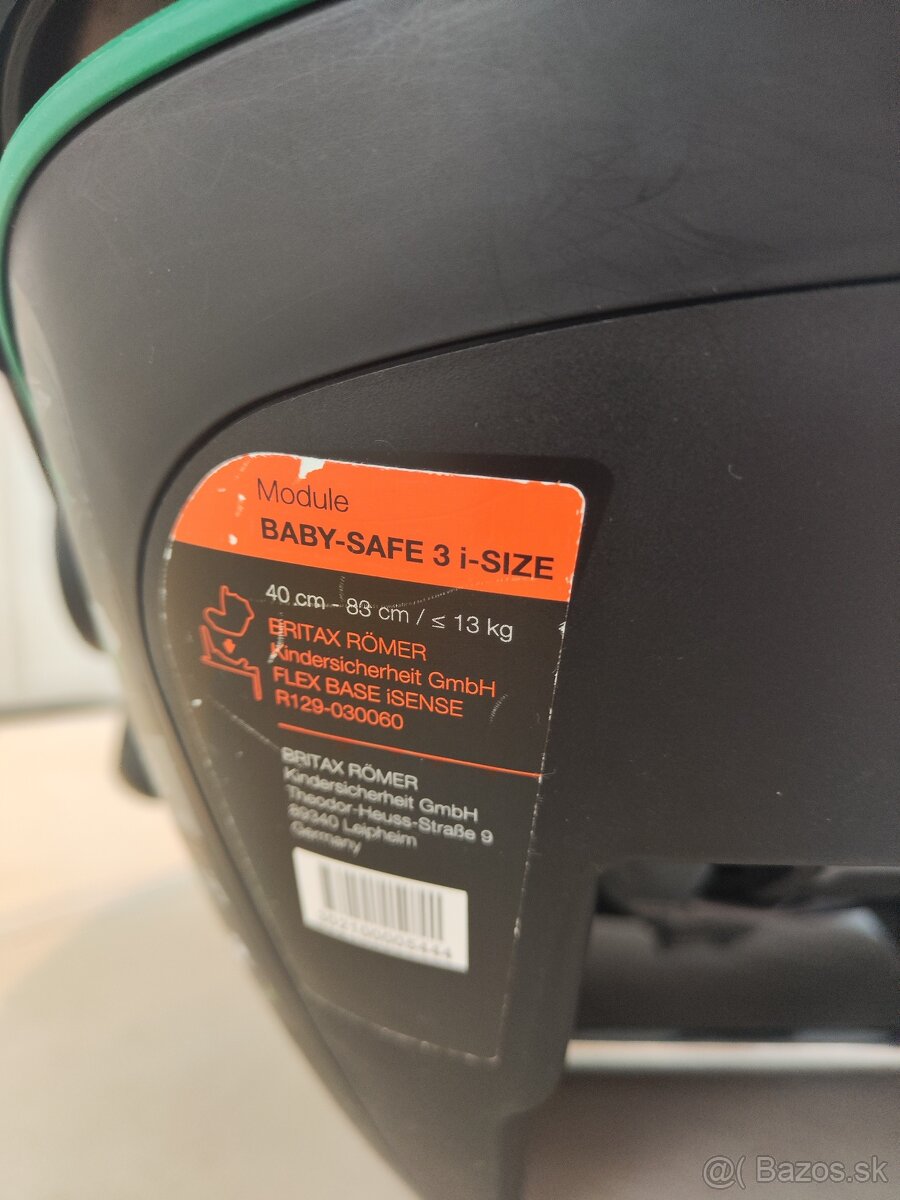 Module
BABY-SAFE 3 i-SIZE
40 cm - 83 cm / ≤ 13 kg
BRITAX RÖMER
Kindersicherheit GmbH
FLEX BASE iSENSE
R129-030060
BRITAX RÖMER
Kindersicherheit GmbH
Theodor-Heuss-Straße 9
89340 Leipheim
Germany
202100005444
@( Bazos.sk